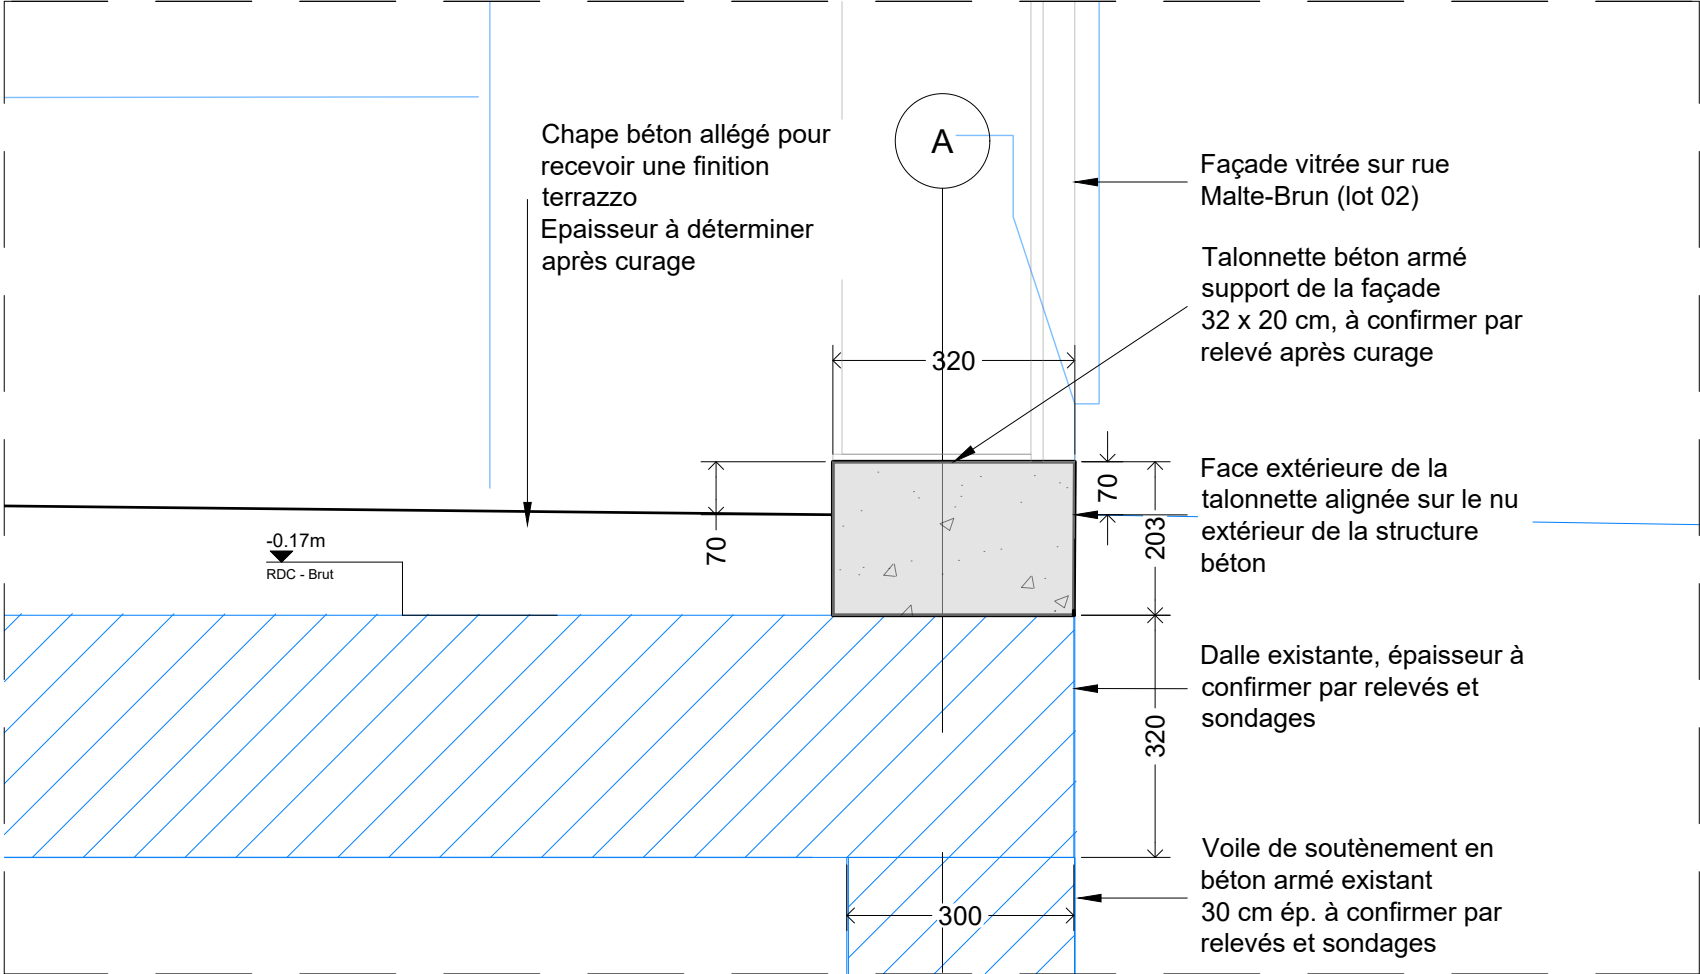 Chape béton allégé pour
recevoir une finition
terrazzo
Epaisseur à déterminer
après curage
A
Façade vitrée sur rue
Malte-Brun (lot 02)
Talonnette béton armé
support de la façade
32 x 20 cm, à confirmer par
relevé après curage
320
70
70
203
Face extérieure de la
talonnette alignée sur le nu
extérieur de la structure
béton
-0.17m
RDC - Brut
Dalle existante, épaisseur à
confirmer par relevés et
sondages
320
300
Voile de soutènement en
béton armé existant
30 cm ép. à confirmer par
relevés et sondages